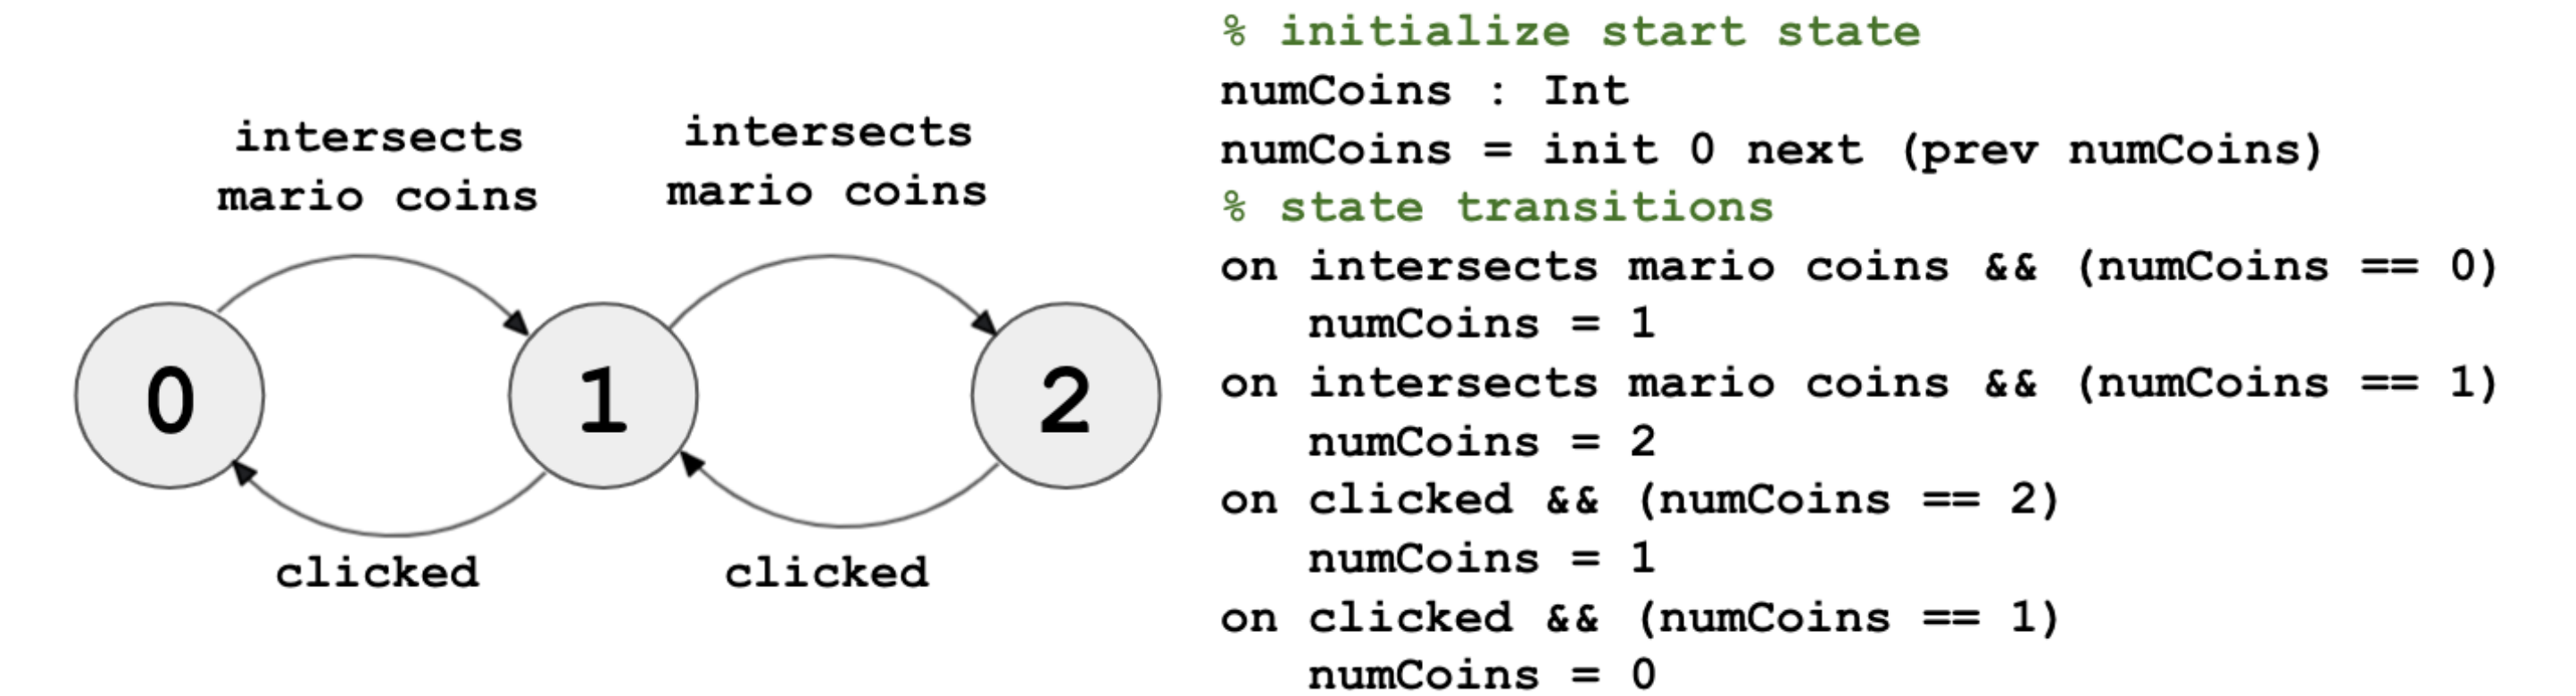 intersects
mario coins
intersects
mario coins
0
1
2
clicked
clicked
% initialize start state
numCoins : Int
numCoins = init 0 next (prev numCoins)
% state transitions
on intersects mario coins && (numCoins == 0)
   numCoins = 1
on intersects mario coins && (numCoins == 1)
   numCoins = 2
on clicked && (numCoins == 2)
   numCoins = 1
on clicked && (numCoins == 1)
   numCoins = 0